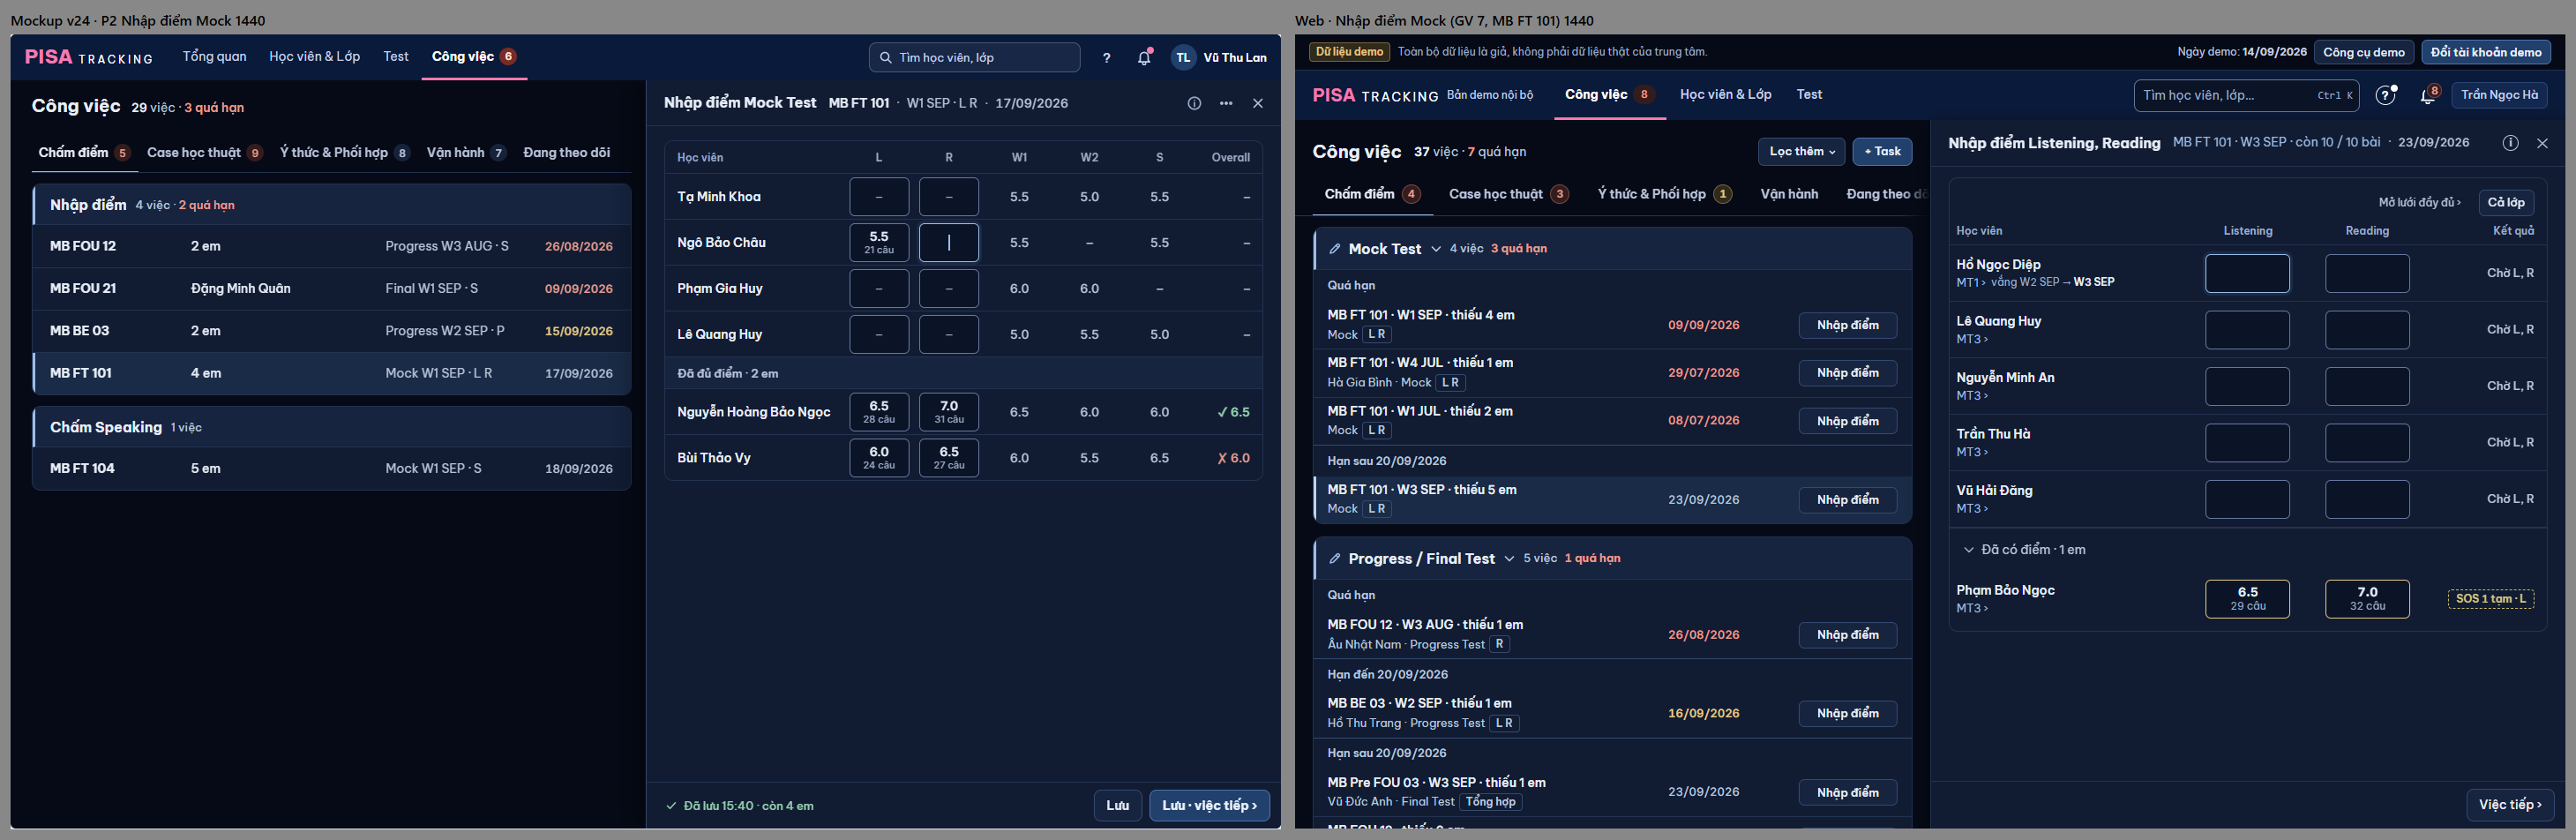 Mockup v24 · P2 Nhập điểm Mock 1440
PISA TRACKING Tổng quan Học viên & Lớp Test Công việc 6 Tìm học viên, lớp ? TL Vũ Thu Lan
Công việc 29 việc · 3 quá hạn
Chấm điểm 5 Case học thuật 9 Ý thức & Phối hợp 8 Vận hành 7 Đang theo dõi
Nhập điểm 4 việc · 2 quá hạn
MB FOU 12 2 em Progress W3 AUG · S 26/08/2026
MB FOU 21 Đặng Minh Quân Final W1 SEP · S 09/09/2026
MB BE 03 2 em Progress W2 SEP · P 15/09/2026
MB FT 101 4 em Mock W1 SEP · L R 17/09/2026
Chấm Speaking 1 việc
MB FT 104 5 em Mock W1 SEP · S 18/09/2026
Nhập điểm Mock Test MB FT 101 · W1 SEP · L R · 17/09/2026
Học viên L R W1 W2 S Overall
Tạ Minh Khoa – – 5.5 5.0 5.5 –
Ngô Bảo Châu 5.5 21 câu 5.5 – 5.5 –
Phạm Gia Huy – – 6.0 6.0 – –
Lê Quang Huy – – 5.0 5.5 5.0 –
Đã đủ điểm · 2 em
Nguyễn Hoàng Bảo Ngọc 6.5 28 câu 7.0 31 câu 6.5 6.0 6.0 ✓ 6.5
Bùi Thảo Vy 6.0 24 câu 6.5 27 câu 6.0 5.5 6.5 ✗ 6.0
✓ Đã lưu 15:40 · còn 4 em Lưu Lưu · việc tiếp ›
Web · Nhập điểm Mock (GV 7, MB FT 101) 1440
Dữ liệu demo Toàn bộ dữ liệu là giả, không phải dữ liệu thật của trung tâm. Ngày demo: 14/09/2026 Công cụ demo Đổi tài khoản demo
PISA TRACKING Bản demo nội bộ Công việc 8 Học viên & Lớp Test Tìm học viên, lớp... Ctrl K ? 8 Trần Ngọc Hà
Công việc 37 việc · 7 quá hạn Lọc thêm + Task
Chấm điểm 4 Case học thuật 3 Ý thức & Phối hợp 1 Vận hành Đang theo dõ
Mock Test 4 việc 3 quá hạn
Quá hạn
MB FT 101 · W1 SEP · thiếu 4 em 09/09/2026 Nhập điểm
Mock L R
MB FT 101 · W4 JUL · thiếu 1 em 29/07/2026 Nhập điểm
Hà Gia Bình · Mock L R
MB FT 101 · W1 JUL · thiếu 2 em 08/07/2026 Nhập điểm
Mock L R
Hạn sau 20/09/2026
MB FT 101 · W3 SEP · thiếu 5 em 23/09/2026 Nhập điểm
Mock L R
Progress / Final Test 5 việc 1 quá hạn
Quá hạn
MB FOU 12 · W3 AUG · thiếu 1 em 26/08/2026 Nhập điểm
Âu Nhật Nam · Progress Test R
Hạn đến 20/09/2026
MB BE 03 · W2 SEP · thiếu 1 em 16/09/2026 Nhập điểm
Hồ Thu Trang · Progress Test L R
Hạn sau 20/09/2026
MB Pre FOU 03 · W3 SEP · thiếu 1 em 23/09/2026 Nhập điểm
Vũ Đức Anh · Final Test Tổng hợp
Nhập điểm Listening, Reading MB FT 101 · W3 SEP · còn 10 / 10 bài · 23/09/2026
Mở lưới đầy đủ › Cả lớp
Học viên Listening Reading Kết quả
Hồ Ngọc Diệp Chờ L, R
MT1 › vắng W2 SEP → W3 SEP
Lê Quang Huy Chờ L, R
MT3 ›
Nguyễn Minh An Chờ L, R
MT3 ›
Trần Thu Hà Chờ L, R
MT3 ›
Vũ Hải Đăng Chờ L, R
MT3 ›
Đã có điểm · 1 em
Phạm Bảo Ngọc 6.5 29 câu 7.0 32 câu SOS 1 tạm · L
MT3 ›
Việc tiếp ›